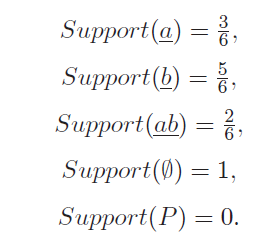 Support(a) = 3/6,
Support(b) = 5/6,
Support(ab) = 2/6,
Support(∅) = 1,
Support(P) = 0.